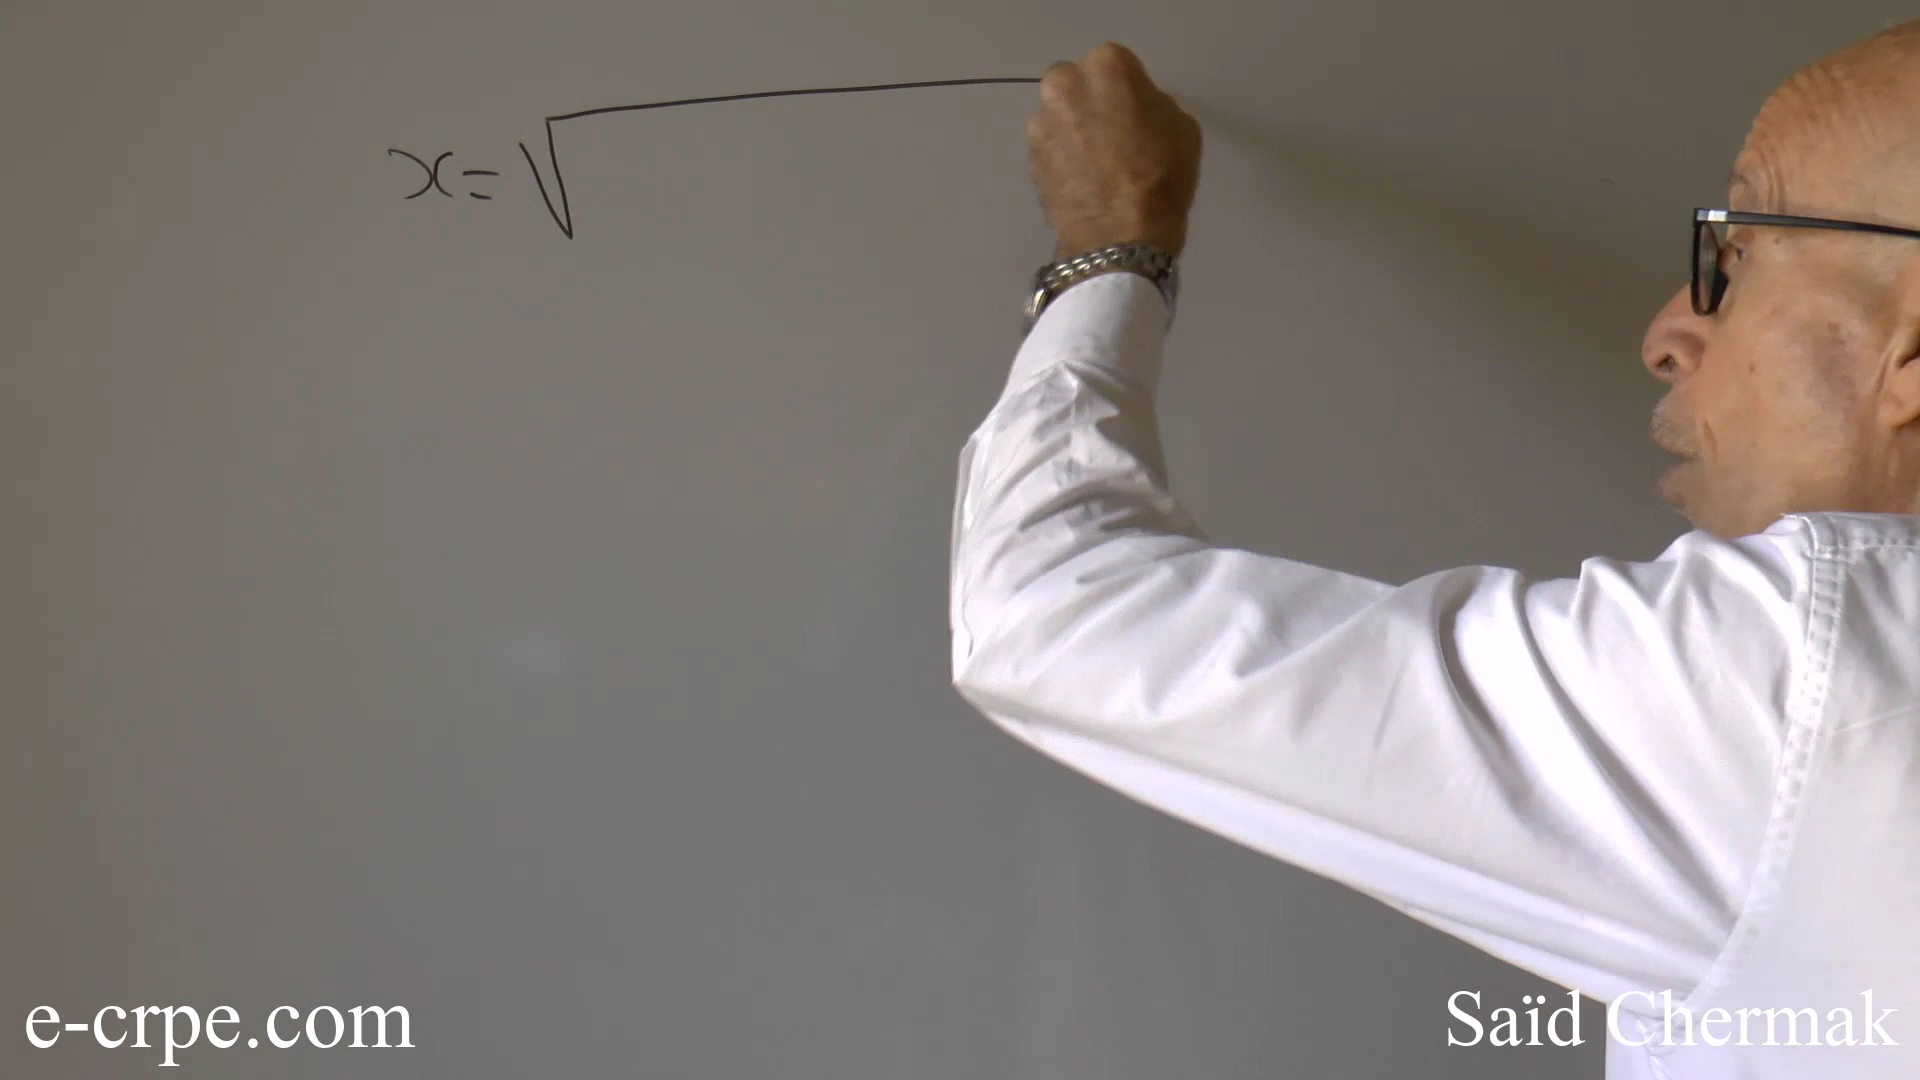 x = √
e-crpe.com
Saïd Chermak